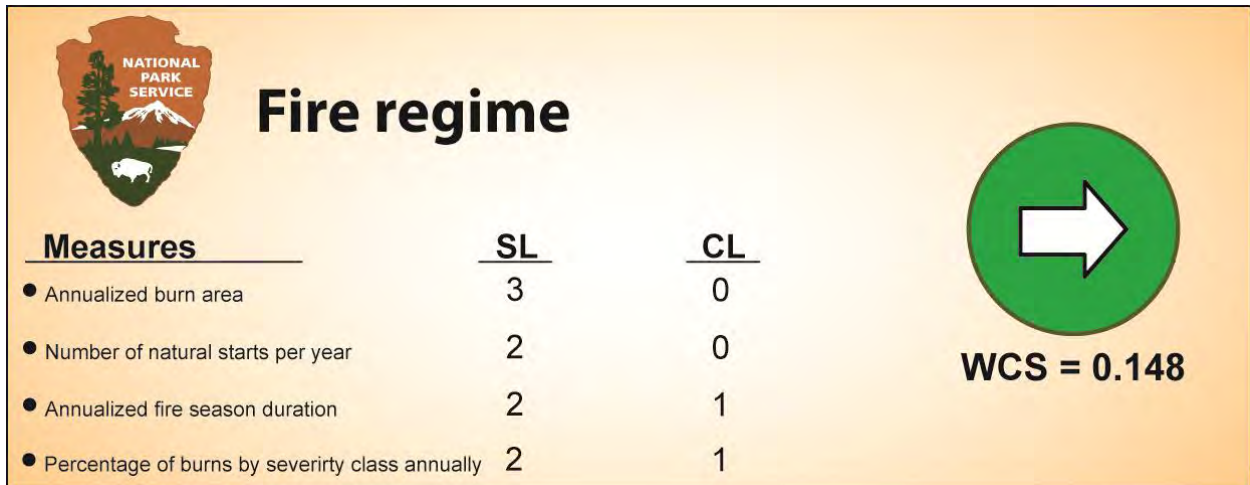 NATIONAL
PARK
SERVICE
Fire regime
Measures SL CL
• Annualized burn area 3 0
• Number of natural starts per year 2 0
• Annualized fire season duration 2 1
• Percentage of burns by severirty class annually 2 1
WCS = 0.148